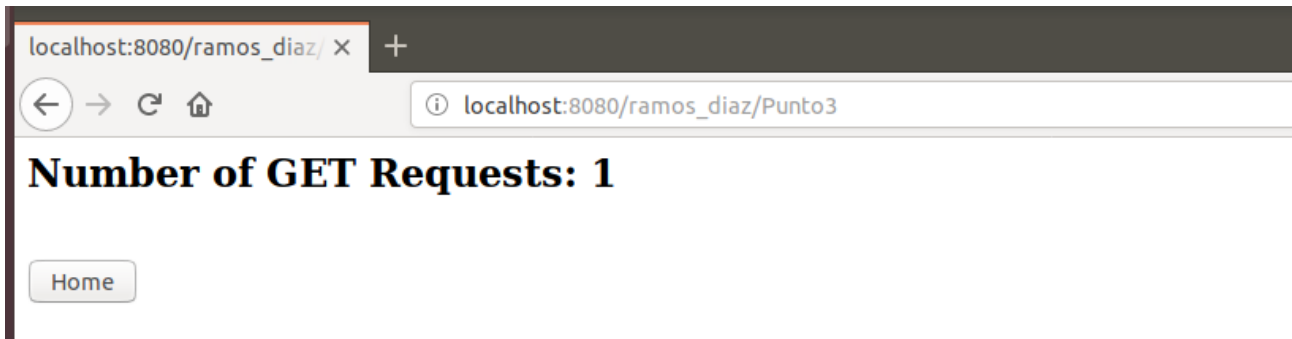 localhost:8080/ramos_diaz/
localhost:8080/ramos_diaz/Punto3
Number of GET Requests: 1
Home